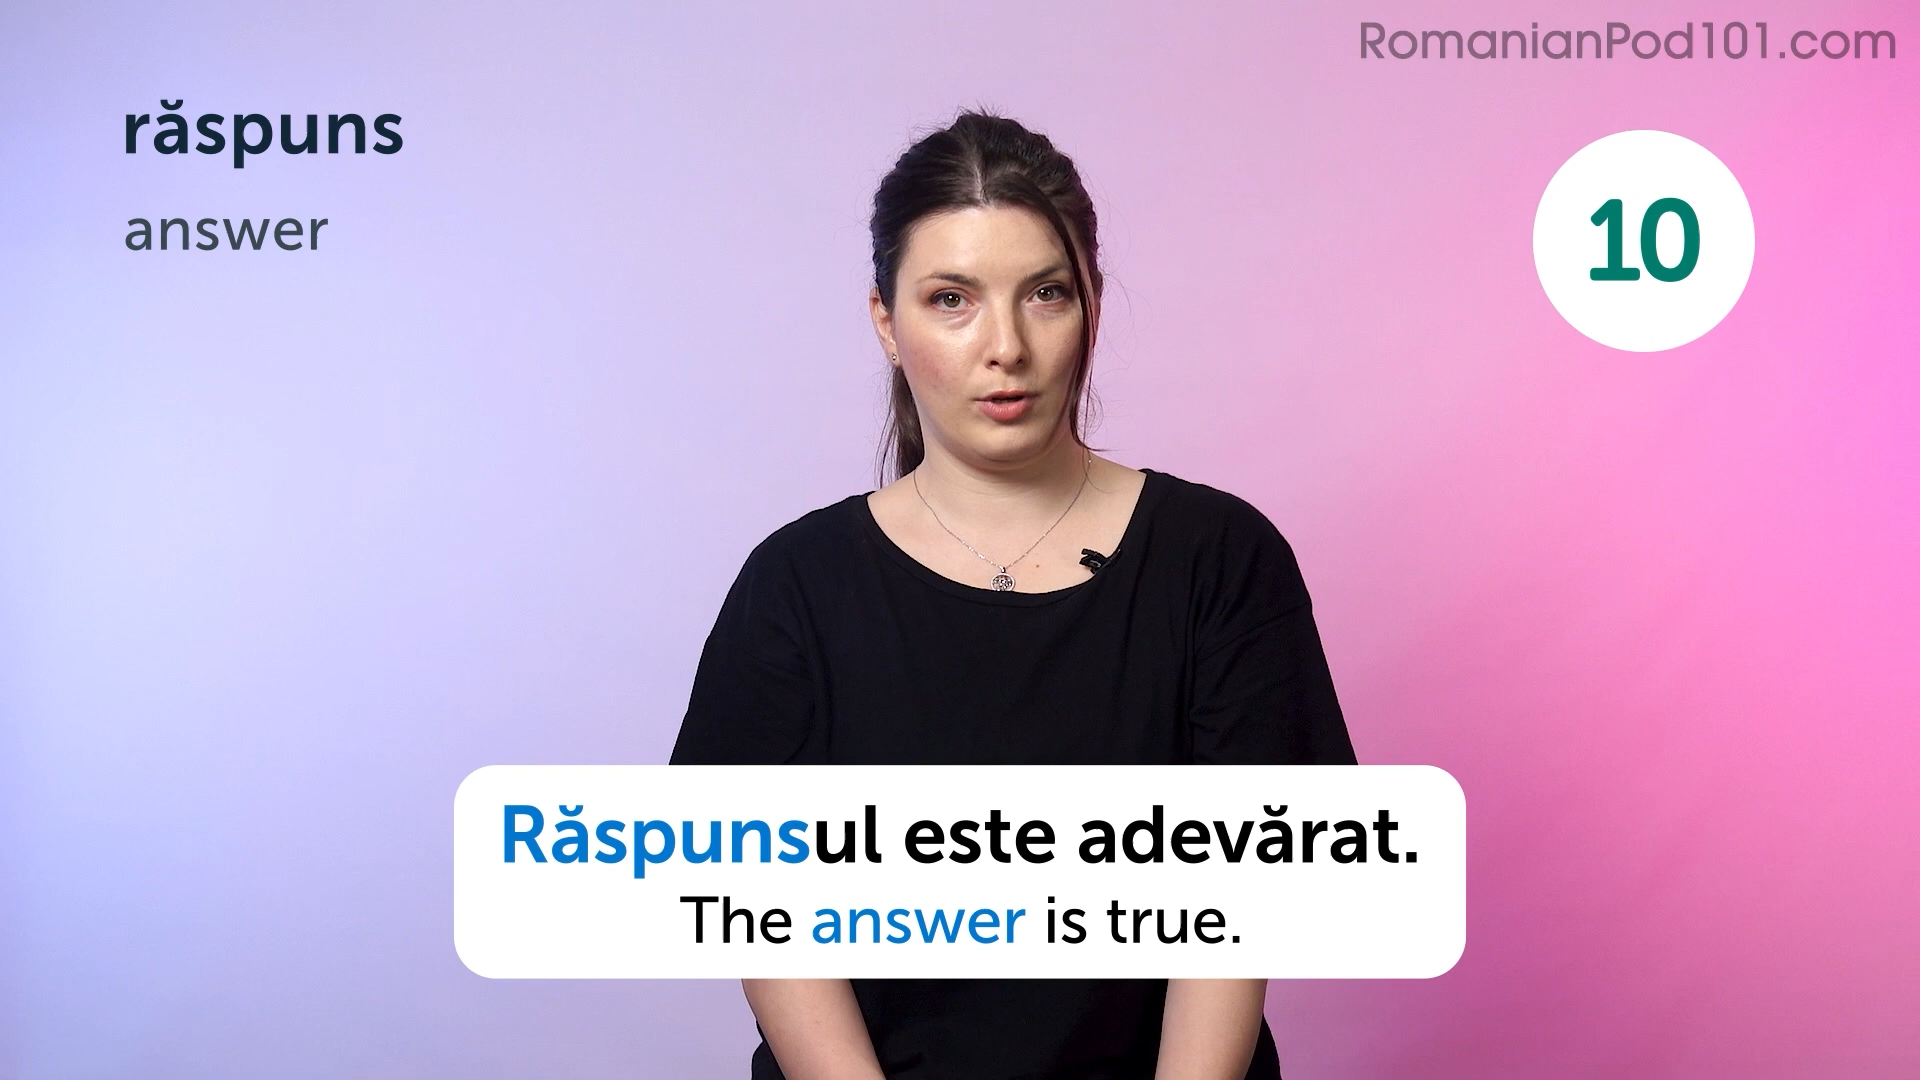 RomanianPod101.com
răspuns
answer
10
Răspunsul este adevărat.
The answer is true.